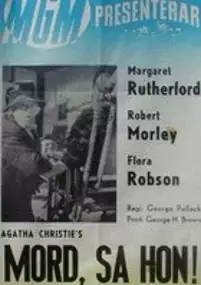 MGM PRESENTERAR
Margaret
Rutherford
Robert
Morley
Flora
Robson
Regi: George Pollock
Prod: George H. Brown
AGATHA CHRISTIE'S
MORD, SA HON!